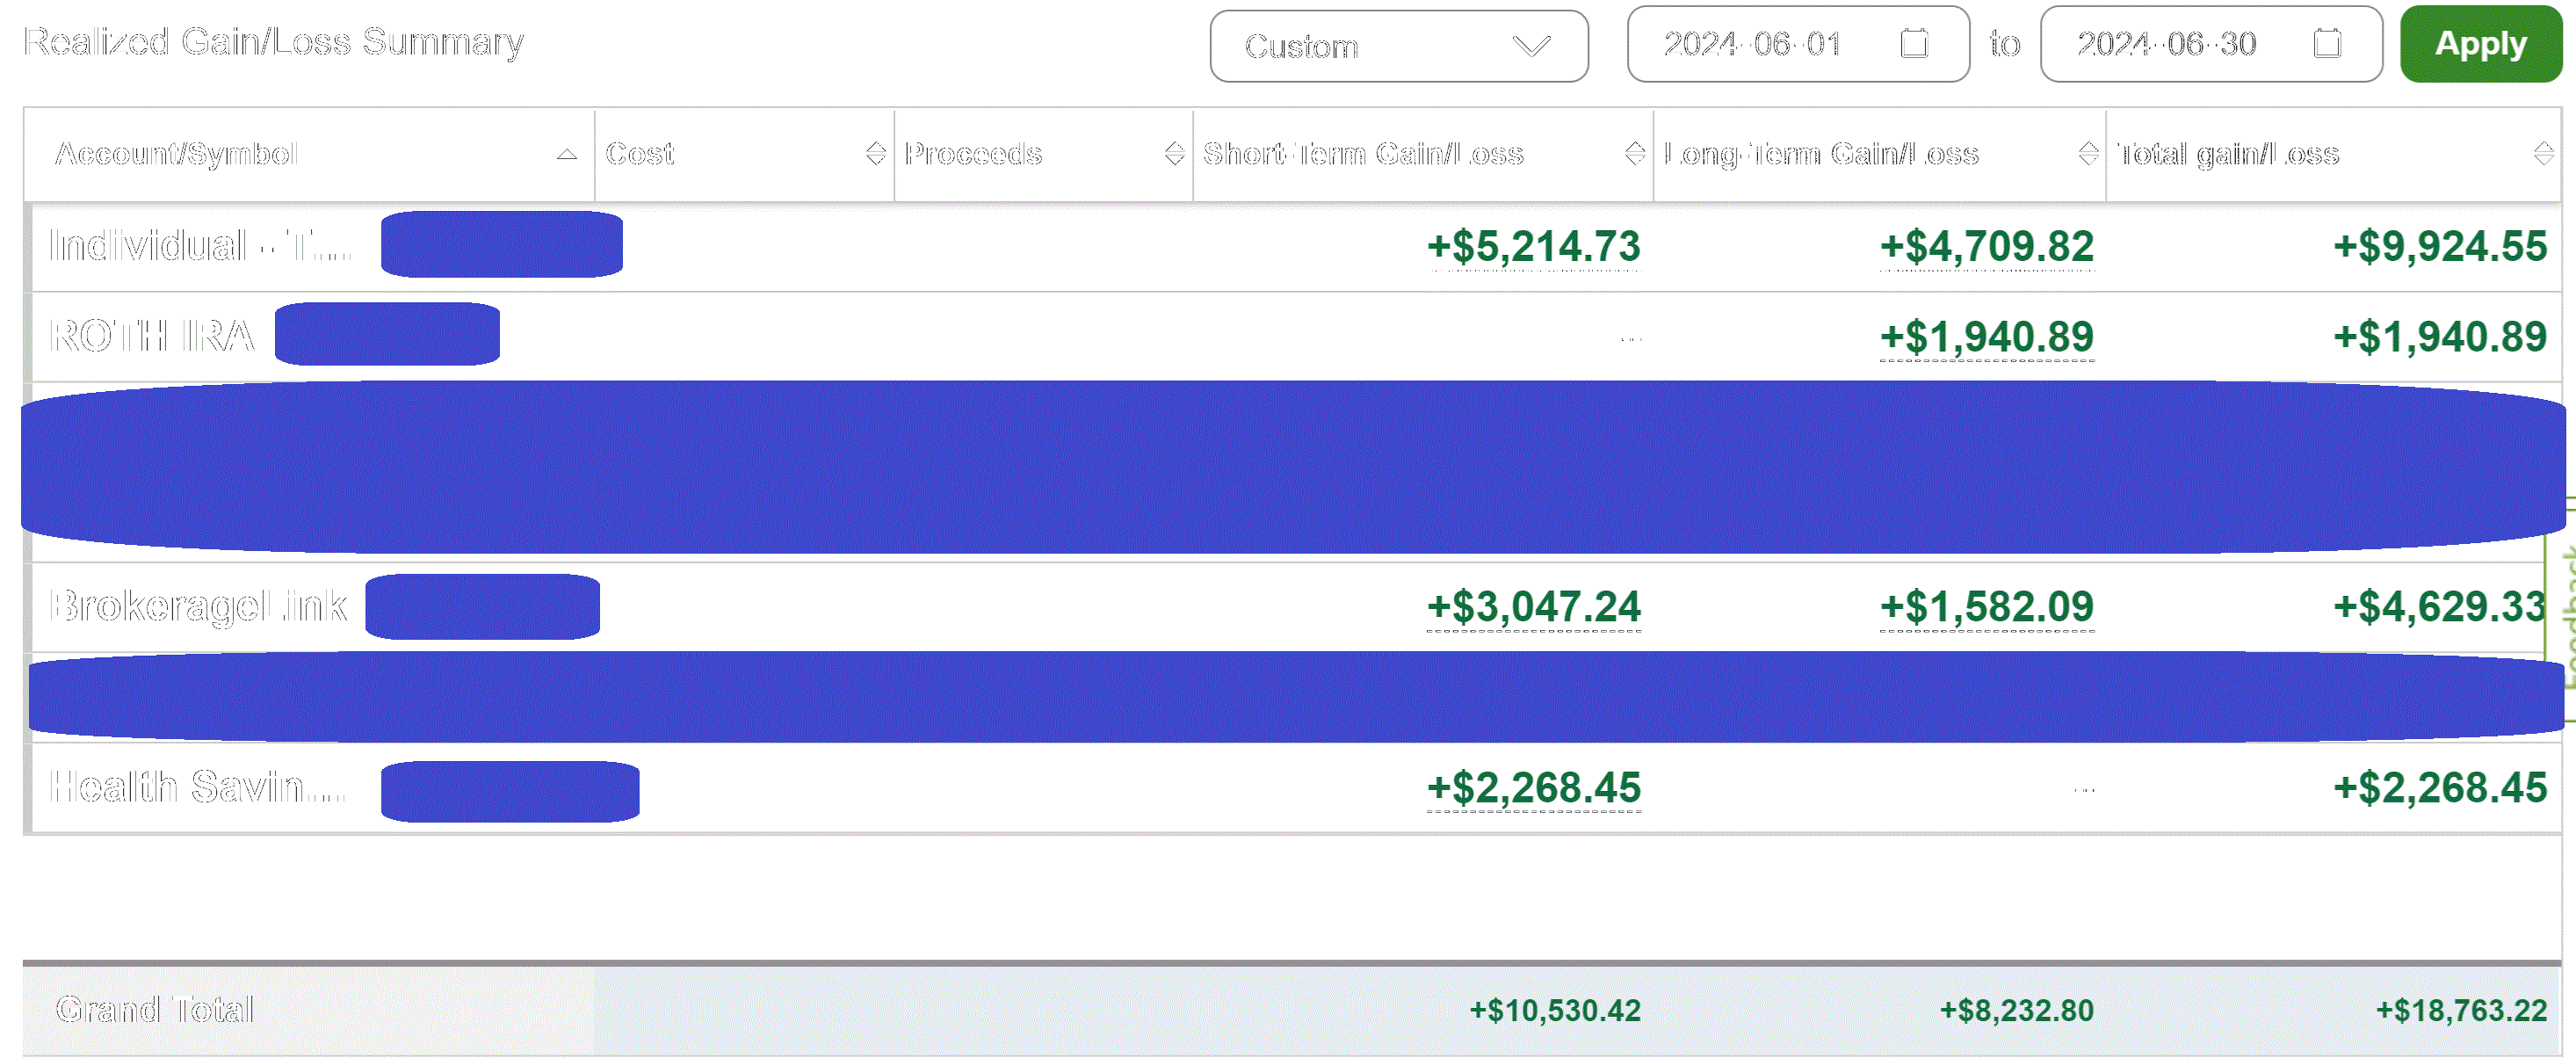 Realized Gain/Loss Summary Custom 2024-06-01 to 2024-06-30 Apply
Account/Symbol Cost Proceeds Short-Term Gain/Loss Long-Term Gain/Loss Total gain/Loss
Individual - T... +$5,214.73 +$4,709.82 +$9,924.55
ROTH IRA -- +$1,940.89 +$1,940.89
BrokerageLink +$3,047.24 +$1,582.09 +$4,629.33
Feedback
Health Savin... +$2,268.45 -- +$2,268.45
Grand Total +$10,530.42 +$8,232.80 +$18,763.22